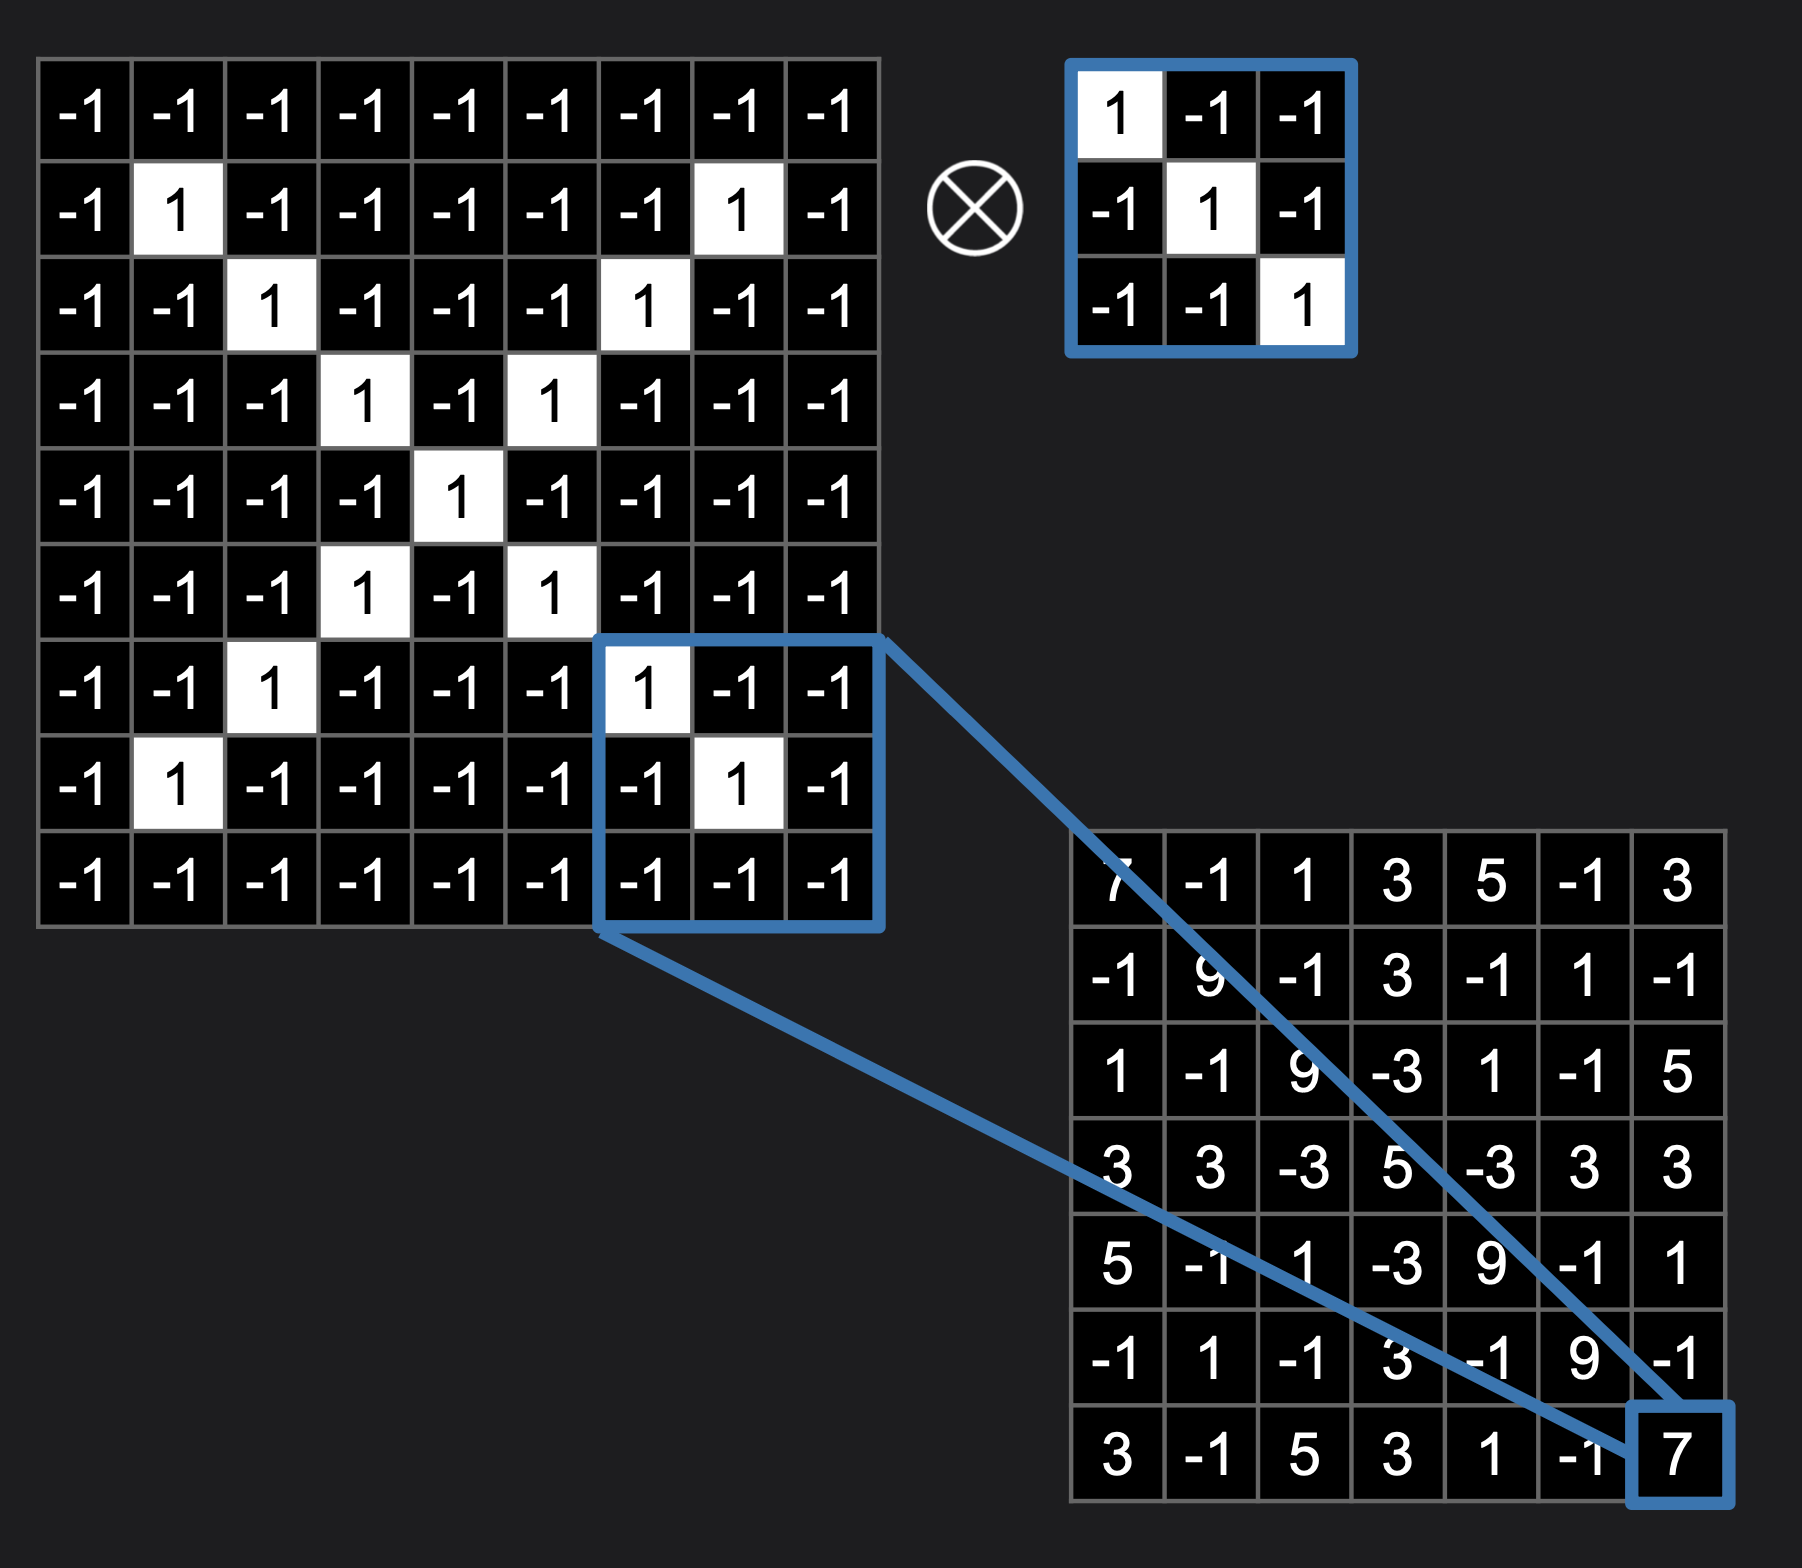 -1 -1 -1 -1 -1 -1 -1 -1 -1
-1 1 -1 -1 -1 -1 -1 1 -1
-1 -1 1 -1 -1 -1 1 -1 -1
-1 -1 -1 1 -1 1 -1 -1 -1
-1 -1 -1 -1 1 -1 -1 -1 -1
-1 -1 -1 1 -1 1 -1 -1 -1
-1 -1 1 -1 -1 -1 1 -1 -1
-1 1 -1 -1 -1 -1 -1 1 -1
-1 -1 -1 -1 -1 -1 -1 -1 -1
1 -1 -1
-1 1 -1
-1 -1 1
7 -1 1 3 5 -1 3
-1 9 -1 3 -1 1 -1
1 -1 9 -3 1 -1 5
3 3 -3 5 -3 3 3
5 -1 1 -3 9 -1 1
-1 1 -1 3 -1 9 -1
3 -1 5 3 1 -1 7